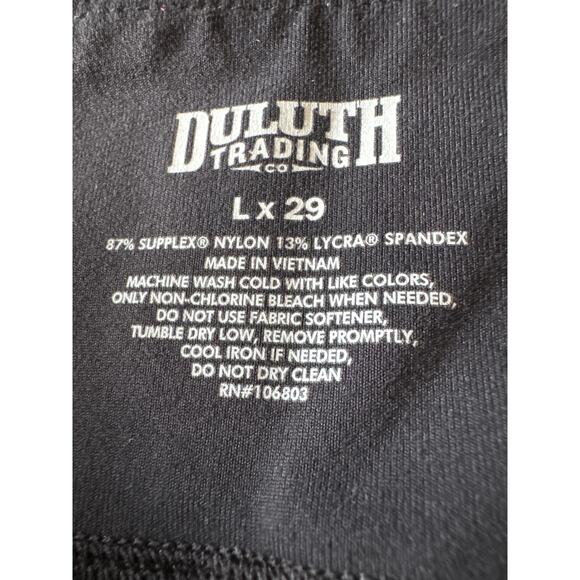 DULUTH
TRADING
CO
L x 29
87% SUPPLEX® NYLON 13% LYCRA® SPANDEX
MADE IN VIETNAM
MACHINE WASH COLD WITH LIKE COLORS,
ONLY NON-CHLORINE BLEACH WHEN NEEDED,
DO NOT USE FABRIC SOFTENER,
TUMBLE DRY LOW, REMOVE PROMPTLY,
COOL IRON IF NEEDED,
DO NOT DRY CLEAN
RN#106803